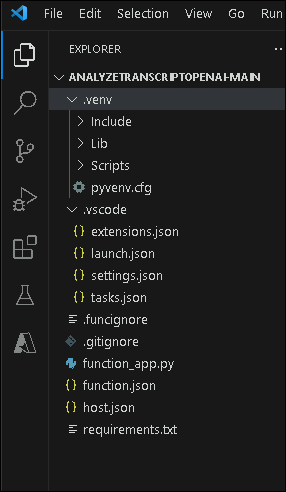 File Edit Selection View Go Run
EXPLORER
ANALYZETRANSCRIPTOPENAI-MAIN
.venv
Include
Lib
Scripts
pyvenv.cfg
.vscode
{} extensions.json
{} launch.json
{} settings.json
{} tasks.json
.funcignore
.gitignore
function_app.py
{} function.json
{} host.json
requirements.txt